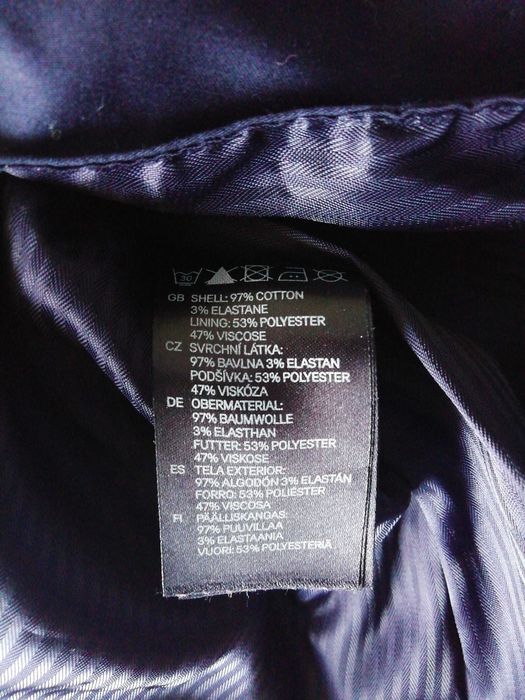 30
GB SHELL: 97% COTTON
3% ELASTANE
LINING: 53% POLYESTER
47% VISCOSE
CZ SVRCHNÍ LÁTKA:
97% BAVLNA 3% ELASTAN
PODŠÍVKA: 53% POLYESTER
47% VISKÓZA
DE OBERMATERIAL:
97% BAUMWOLLE
3% ELASTHAN
FUTTER: 53% POLYESTER
47% VISKOSE
ES TELA EXTERIOR:
97% ALGODÓN 3% ELASTÁN
FORRO: 53% POLIÉSTER
47% VISCOSA
FI PÄÄLLISKANGAS:
97% PUUVILLAA
3% ELASTAANIA
VUORI: 53% POLYESTERIÄ